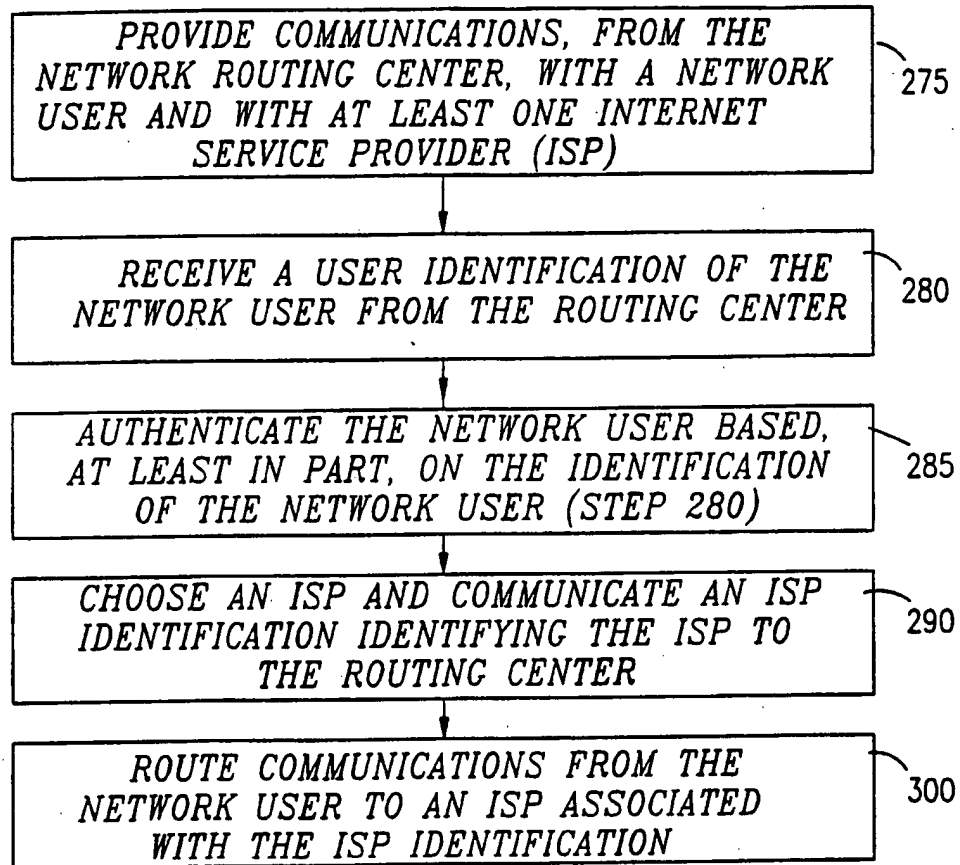 PROVIDE COMMUNICATIONS, FROM THE
NETWORK ROUTING CENTER, WITH A NETWORK
USER AND WITH AT LEAST ONE INTERNET
SERVICE PROVIDER (ISP)
275
RECEIVE A USER IDENTIFICATION OF THE
NETWORK USER FROM THE ROUTING CENTER
280
AUTHENTICATE THE NETWORK USER BASED,
AT LEAST IN PART, ON THE IDENTIFICATION
OF THE NETWORK USER (STEP 280)
285
CHOOSE AN ISP AND COMMUNICATE AN ISP
IDENTIFICATION IDENTIFYING THE ISP TO
THE ROUTING CENTER
290
ROUTE COMMUNICATIONS FROM THE
NETWORK USER TO AN ISP ASSOCIATED
WITH THE ISP IDENTIFICATION
300